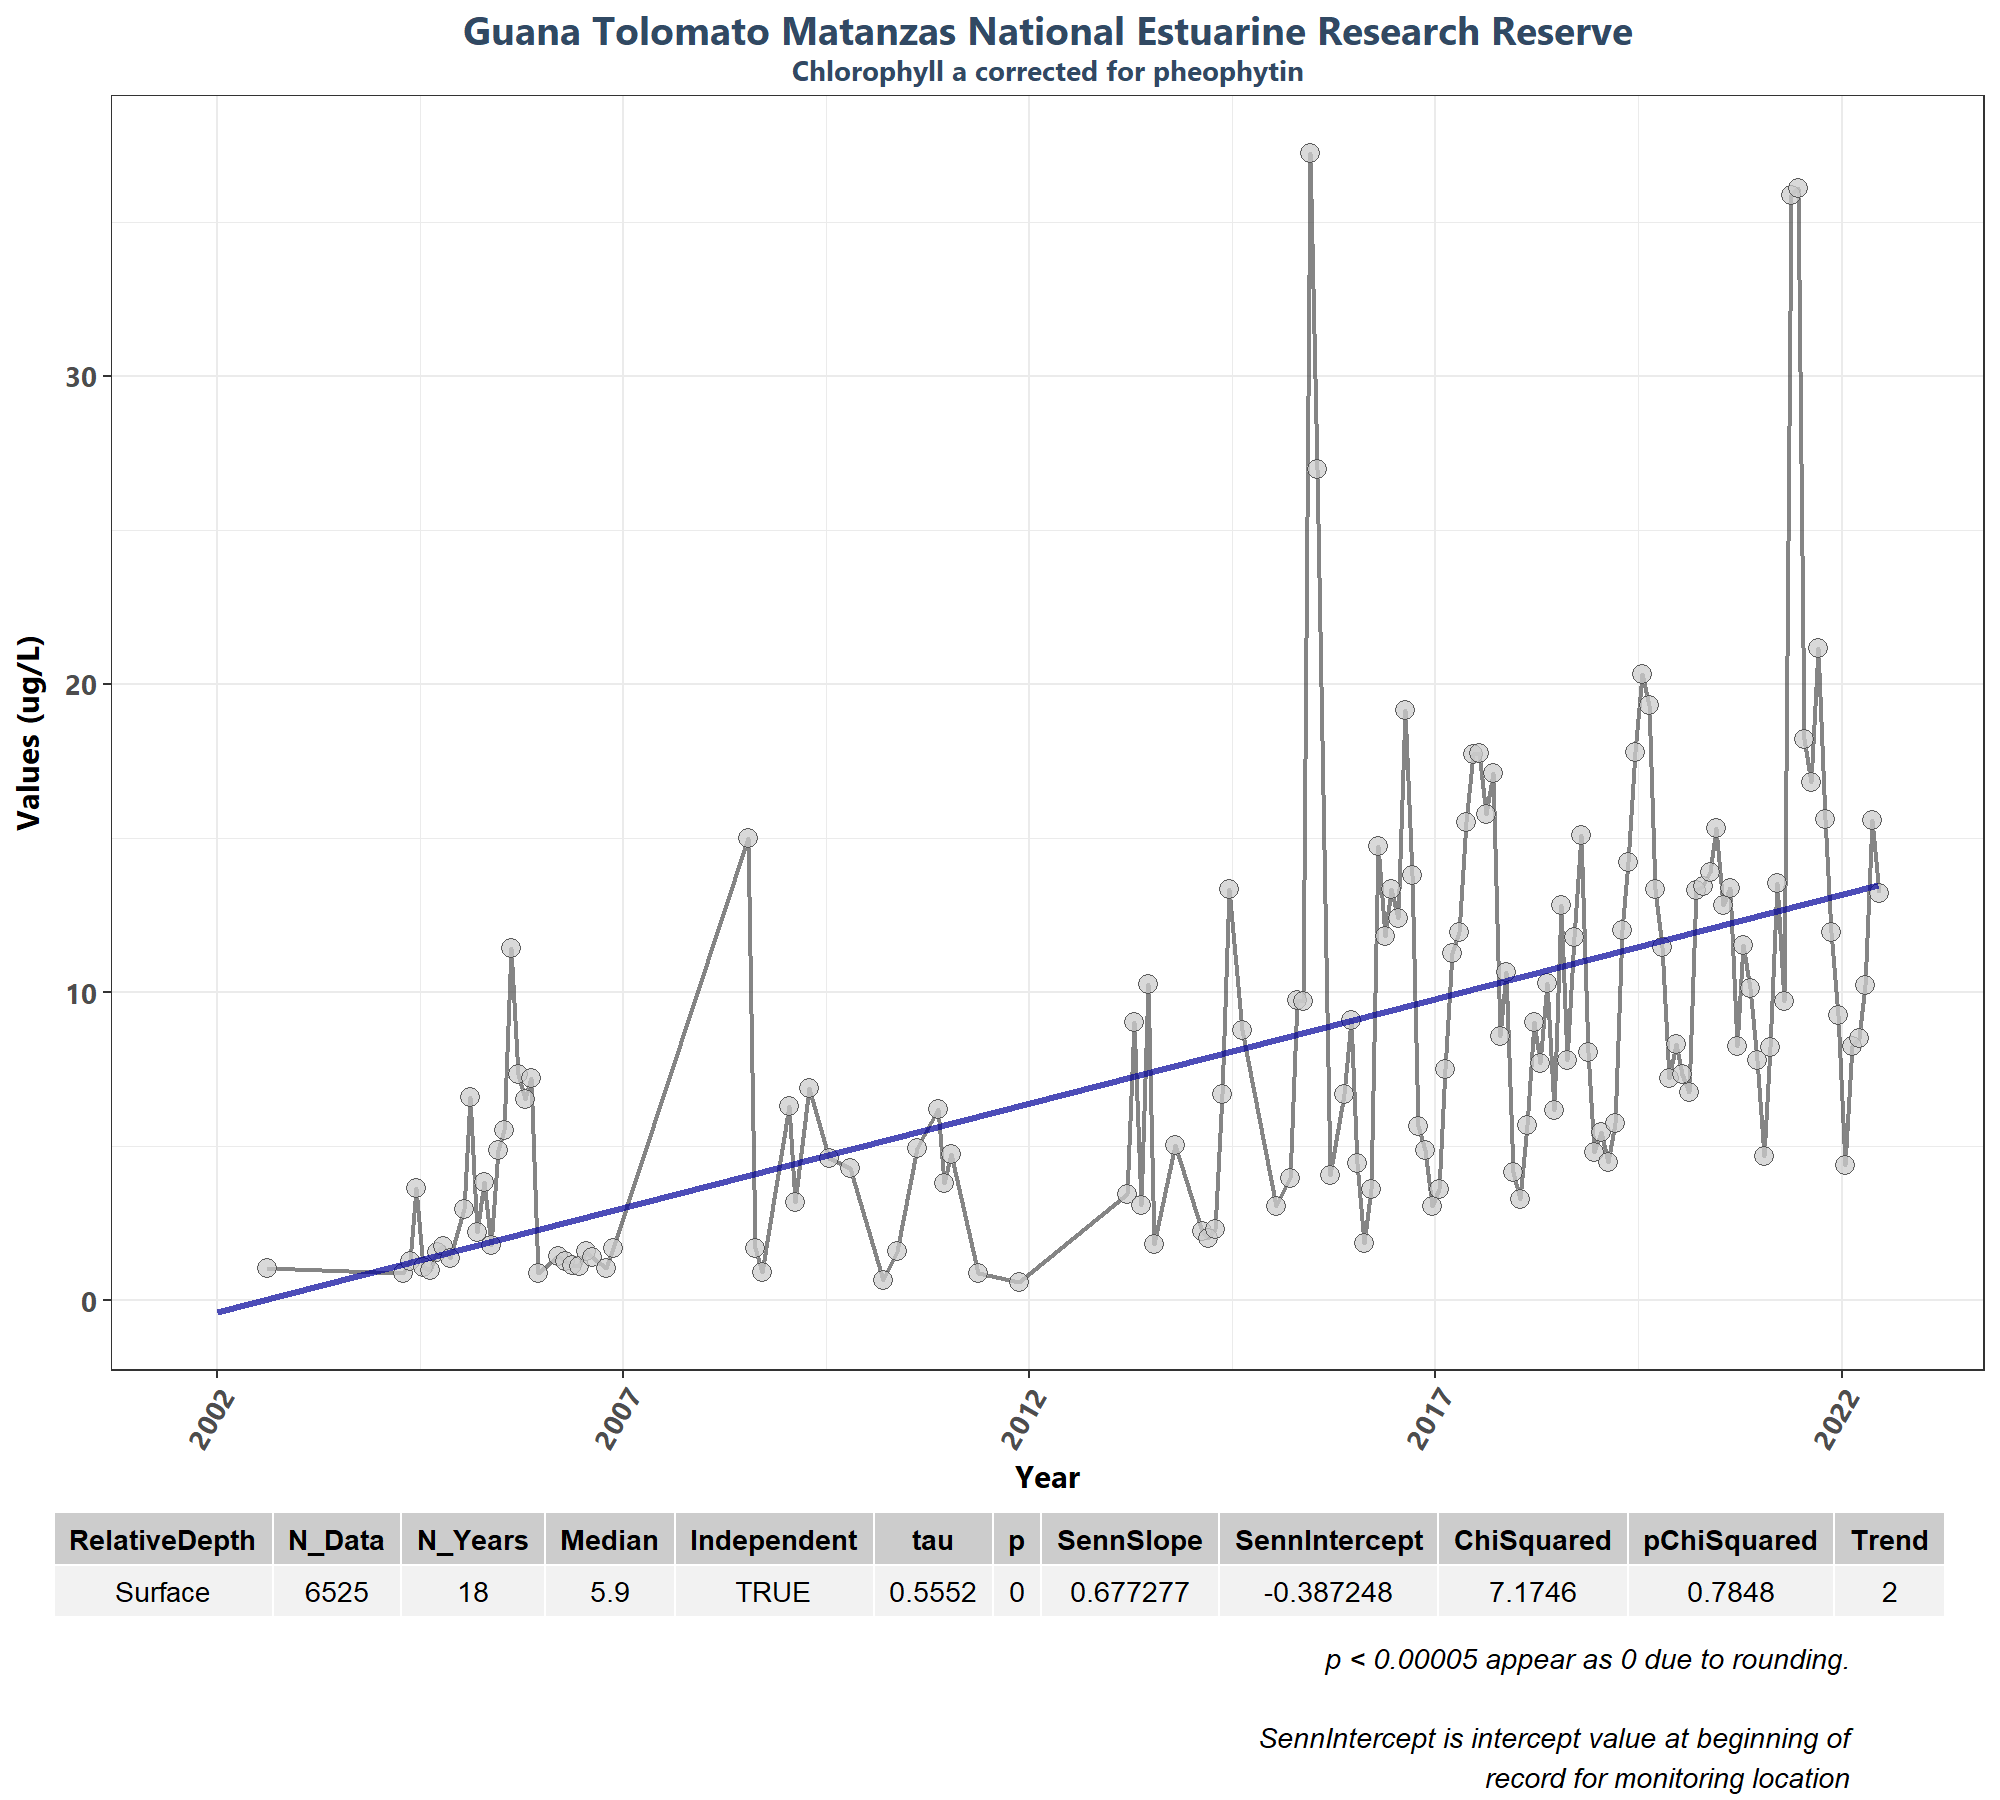 Guana Tolomato Matanzas National Estuarine Research Reserve
Chlorophyll a corrected for pheophytin
Values (ug/L)
30
20
10
0
2002 2007 2012 2017 2022
Year
RelativeDepth N_Data N_Years Median Independent tau p SennSlope SennIntercept ChiSquared pChiSquared Trend
Surface 6525 18 5.9 TRUE 0.5552 0 0.677277 -0.387248 7.1746 0.7848 2
p < 0.00005 appear as 0 due to rounding.
SennIntercept is intercept value at beginning of
record for monitoring location